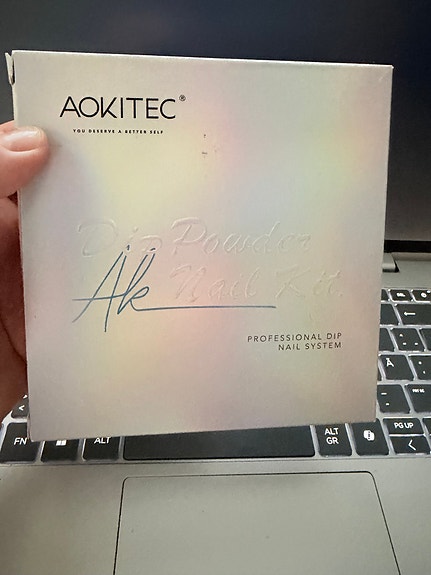 AOKITEC®
YOU DESERVE A BETTER SELF
Dip Powder
Nail Kit
Ak
PROFESSIONAL DIP
NAIL SYSTEM
FN
ALT
ALT
GR
PG UP